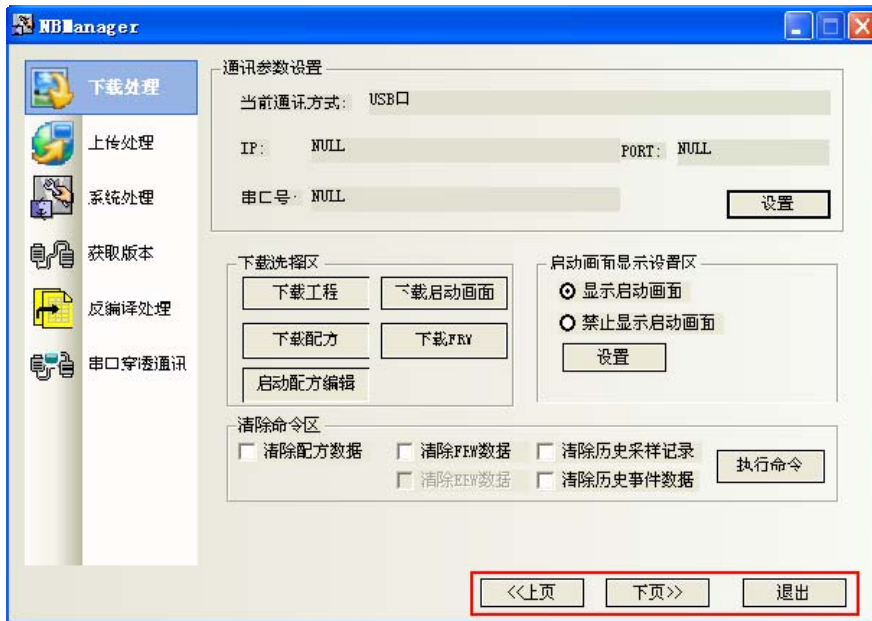 NBManager
下载处理
上传处理
系统处理
获取版本
反编译处理
串口穿透通讯
通讯参数设置
当前通讯方式: USB口
IP: NULL PORT: NULL
串口号: NULL 设置
下载选择区
下载工程 下载启动画面
下载配方 下载FRW
启动配方编辑
启动画面显示设置区
显示启动画面
禁止显示启动画面
设置
清除命令区
清除配方数据 清除FRW数据 清除历史采样记录
清除ERW数据 清除历史事件数据 执行命令
<<上页 下页>> 退出